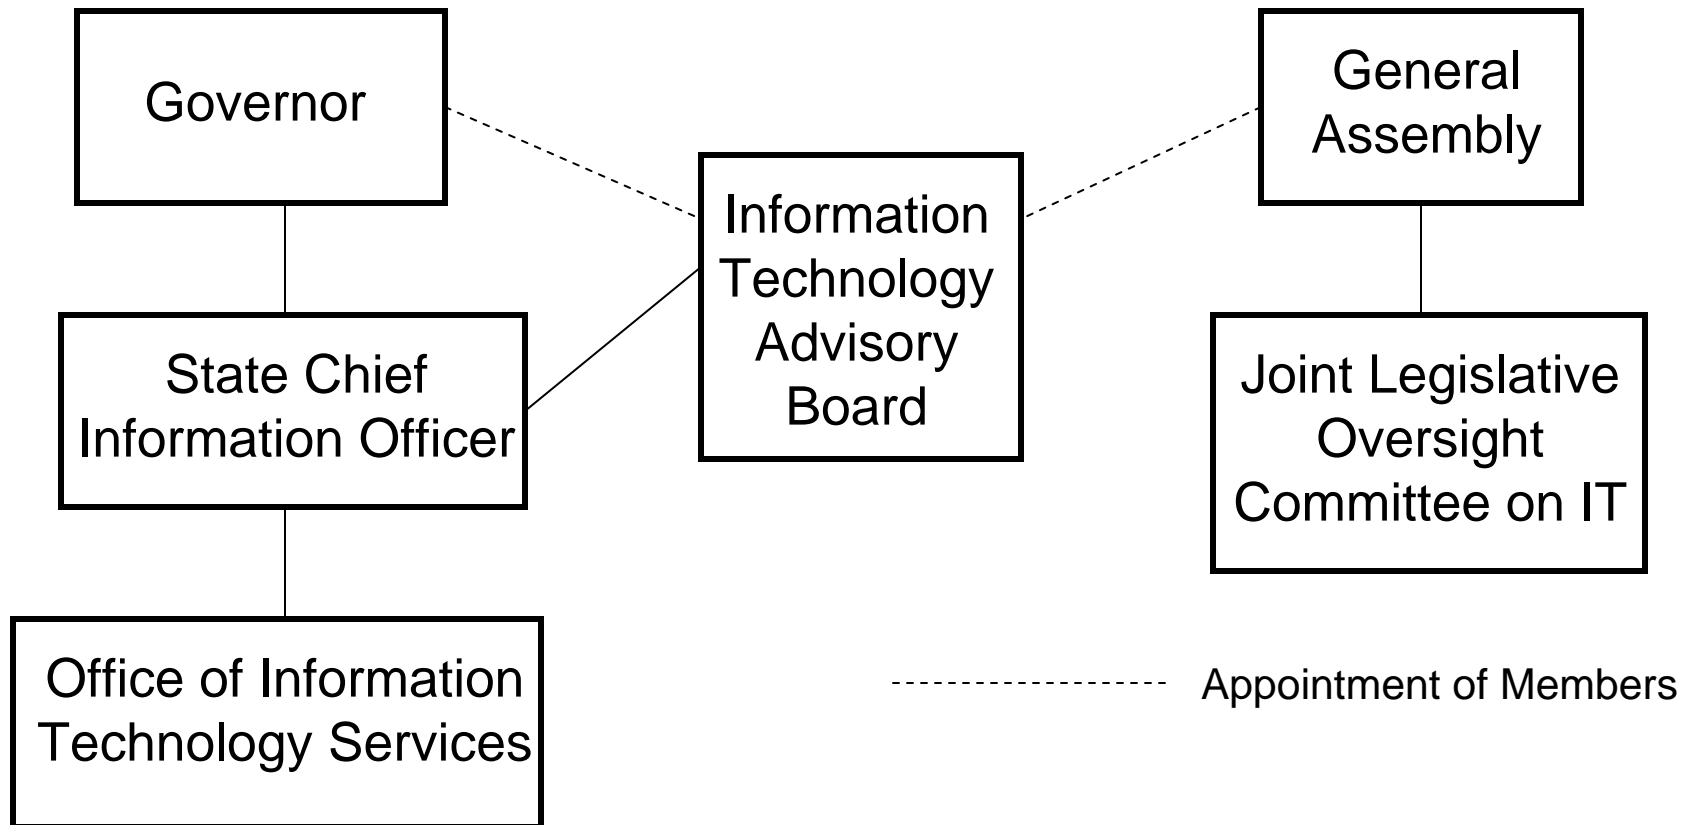 Governor
General
Assembly
Information
Technology
Advisory
Board
State Chief
Information Officer
Joint Legislative
Oversight
Committee on IT
Office of Information
Technology Services
Appointment of Members